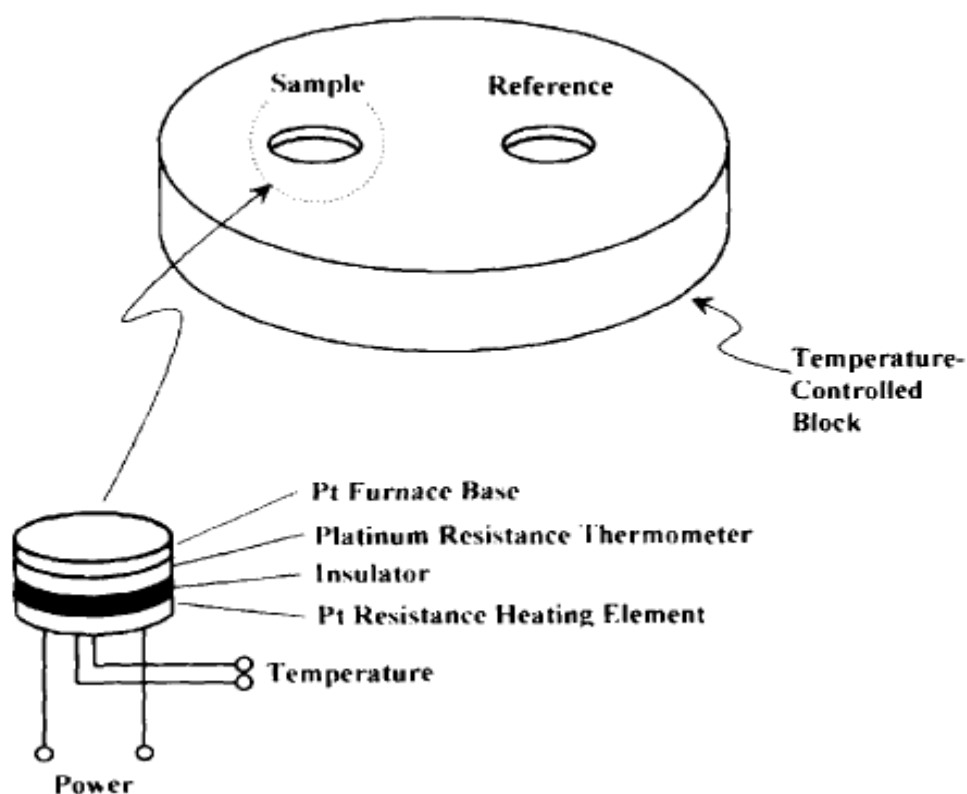 Sample
Reference
Temperature-
Controlled
Block
Pt Furnace Base
Platinum Resistance Thermometer
Insulator
Pt Resistance Heating Element
Temperature
Power